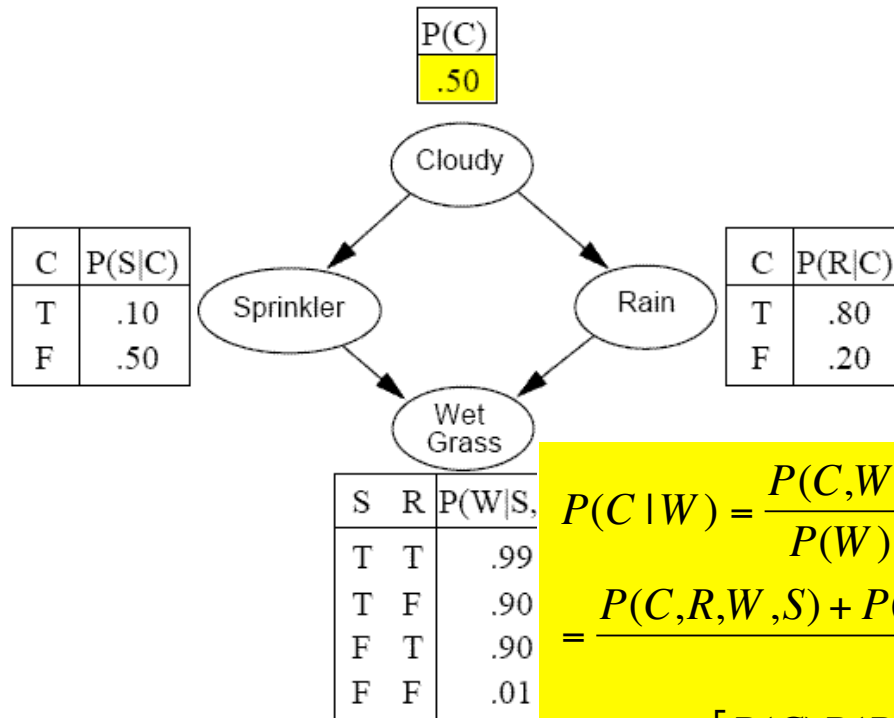 P(C)
.50
Cloudy
C P(S|C)
T .10
F .50
Sprinkler
Rain
C P(R|C)
T .80
F .20
Wet
Grass
S R P(W|S,
T T .99
T F .90
F T .90
F F .01
P(C | W) = P(C,W / P(W)
= P(C,R,W,S) + P(